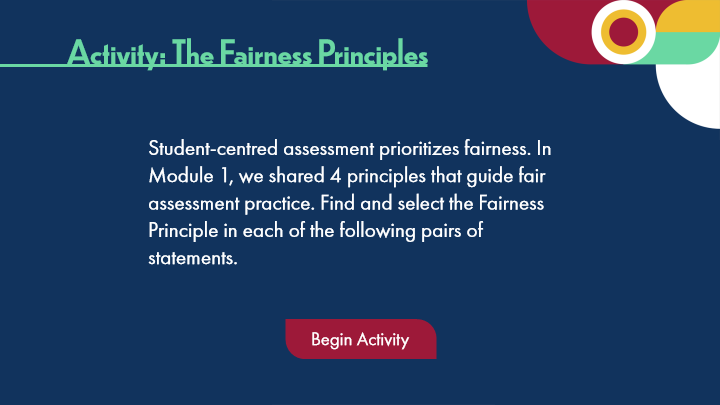 Activity: The Fairness Principles
Student-centred assessment prioritizes fairness. In
Module 1, we shared 4 principles that guide fair
assessment practice. Find and select the Fairness
Principle in each of the following pairs of
statements.
Begin Activity